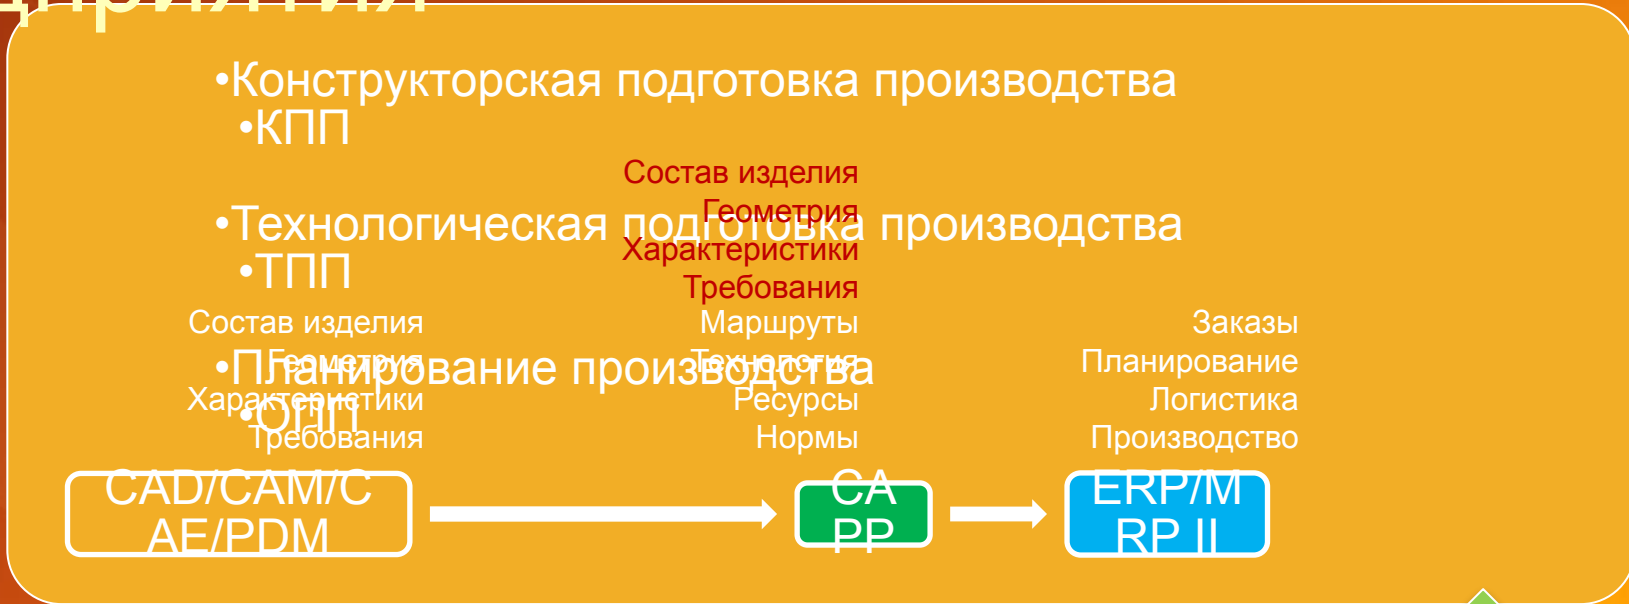 •Конструкторская подготовка производства
•КПП
Состав изделия
Геометрия
Характеристики
Требования
•Технологическая подготовка производства
•ТПП
•Планирование производства
•ОПП
Состав изделия
Геометрия
Характеристики
Требования
Маршруты
Технология
Ресурсы
Нормы
Заказы
Планирование
Логистика
Производство
CAD/CAM/C
AE/PDM
CA
PP
ERP/M
RP II